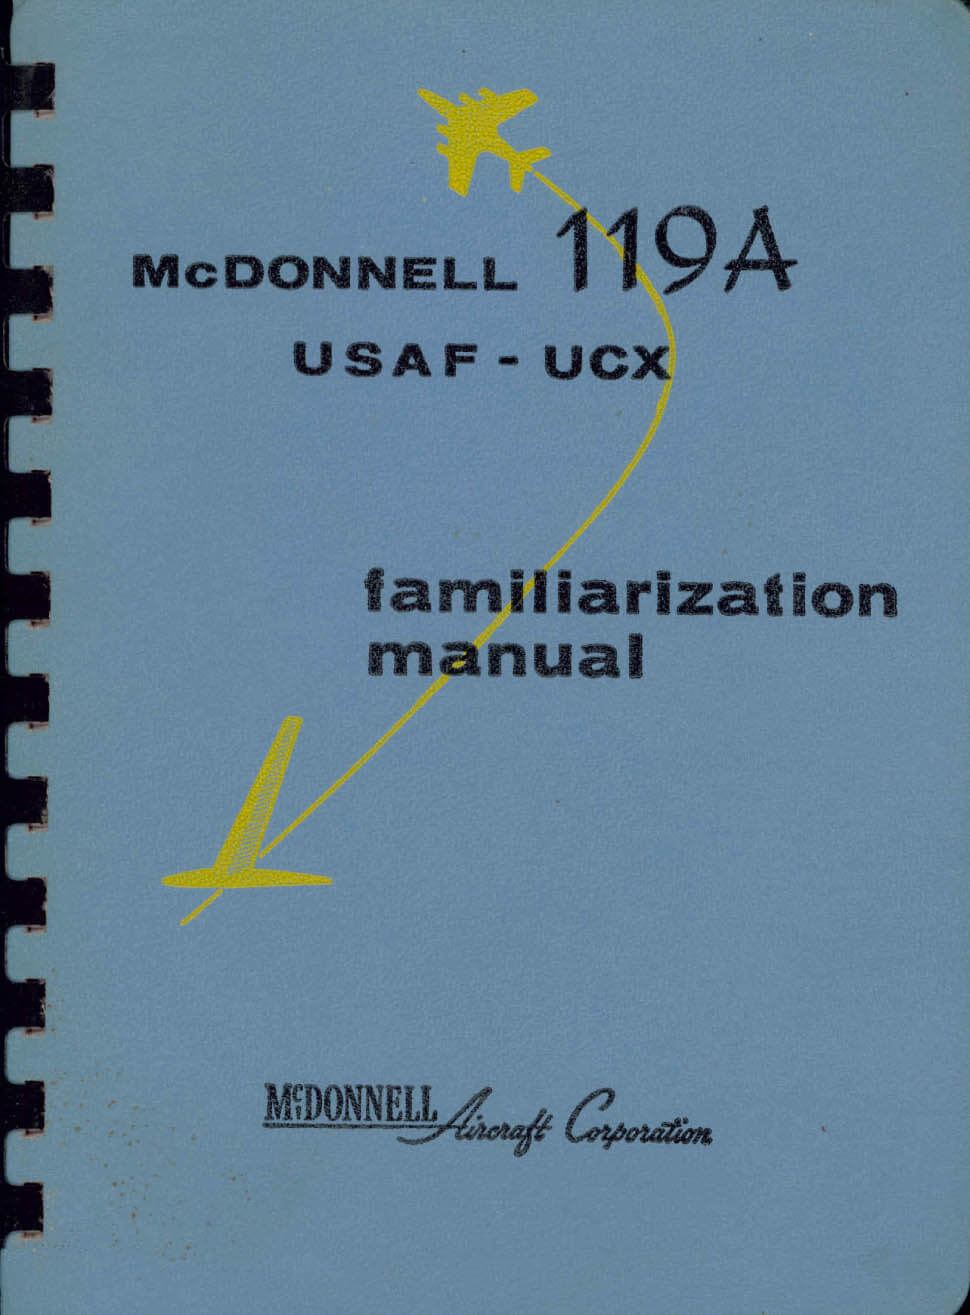 McDONNELL 119A
USAF - UCX
familiarization
manual
McDONNELL Aircraft Corporation